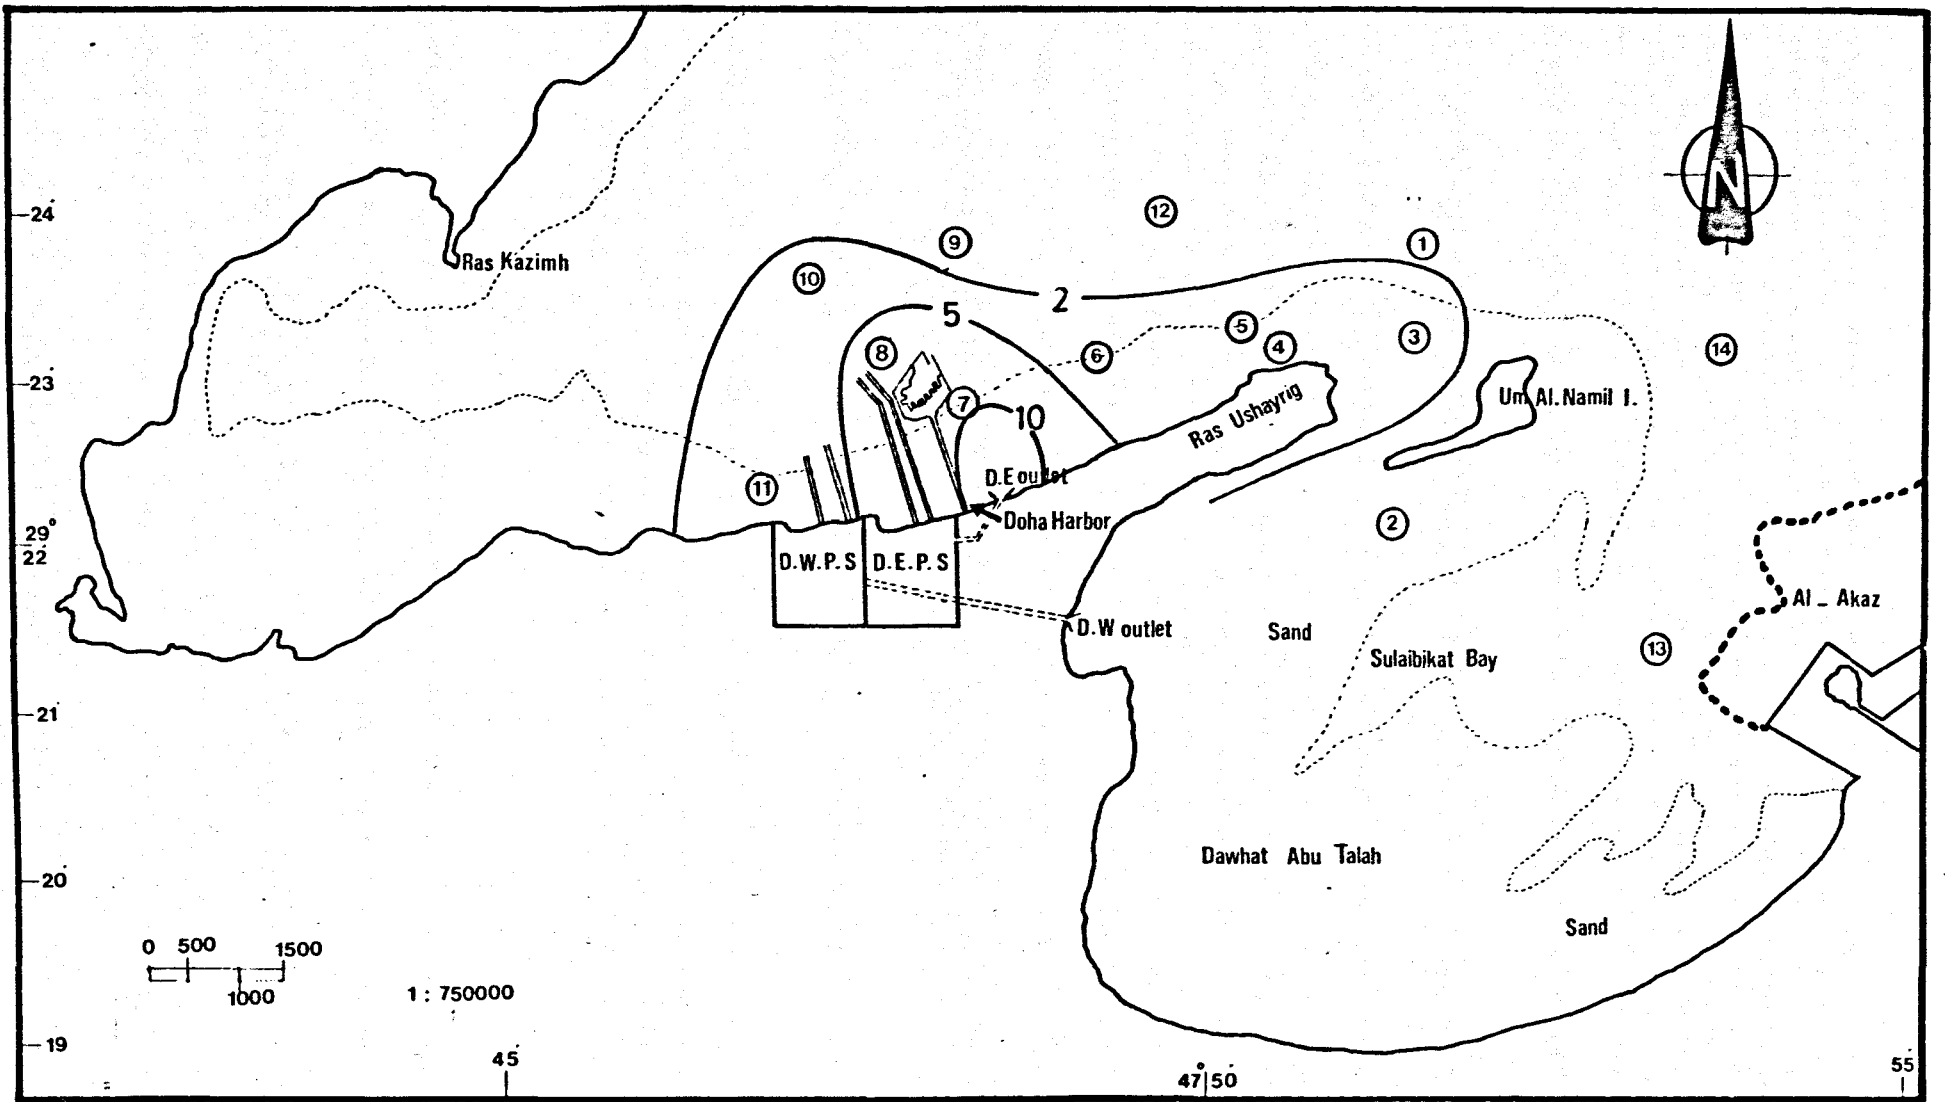 N
24
12
9
1
Ras Kazimh
10
2
5
5
3
14
4
8
6
23
Um Al. Namil I.
7
10
Ras Ushayrig
D.E outlet
11
Doha Harbor
2
29°
22
D.W.P.S
D.E.P.S
Al - Akaz
D.W outlet
Sand
13
Sulaibikat Bay
21
Dawhat Abu Talah
20
Sand
0 500 1500
1000
1 : 750000
19
45
47° 50
55